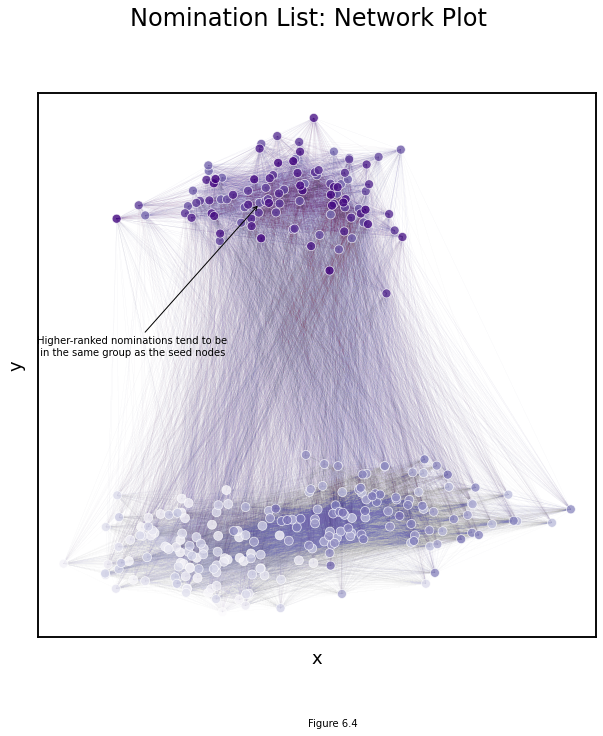 Nomination List: Network Plot
Higher-ranked nominations tend to be
in the same group as the seed nodes
y
x
Figure 6.4